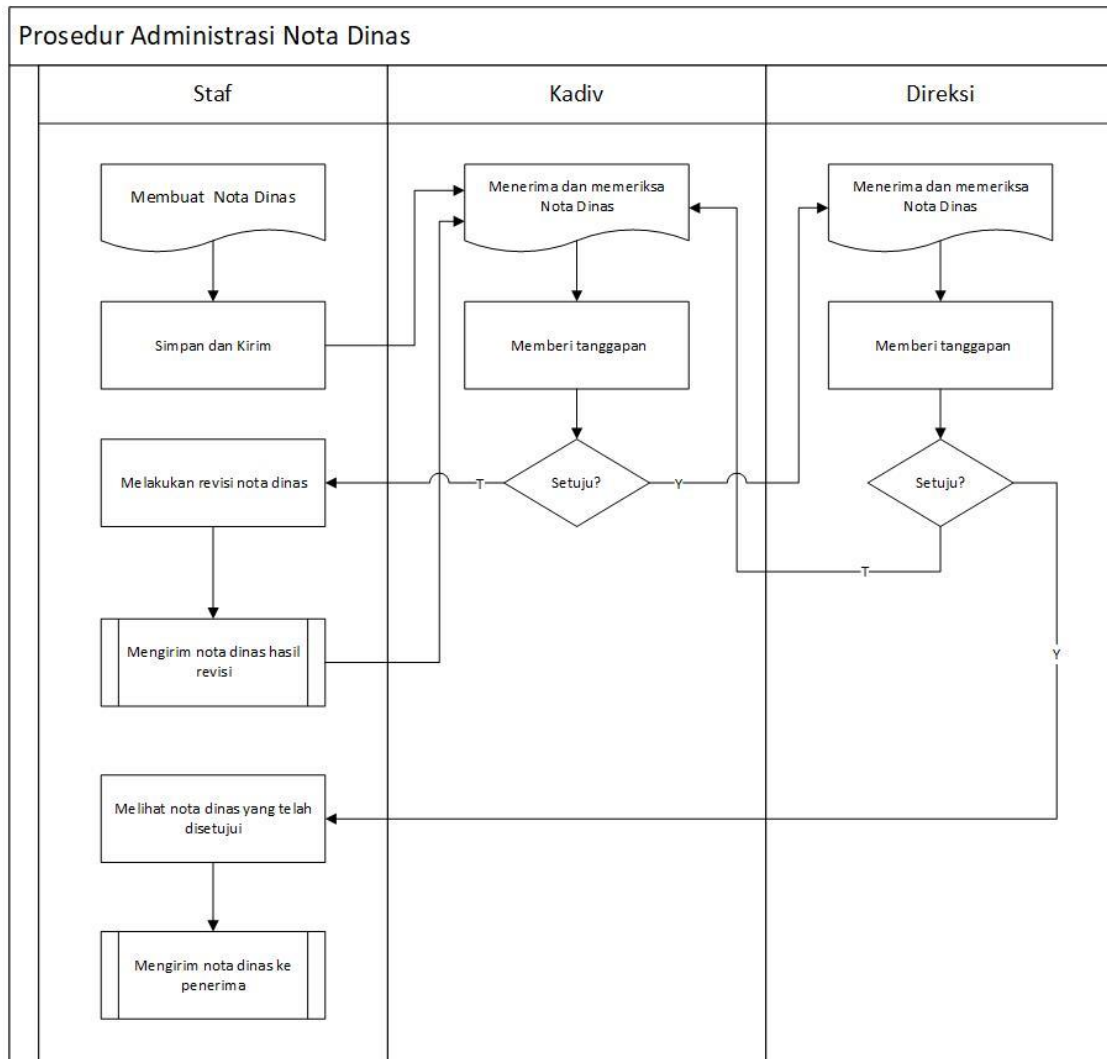 Prosedur Administrasi Nota Dinas
Staf
Kadiv
Direksi
Membuat Nota Dinas
Menerima dan memeriksa
Nota Dinas
Menerima dan memeriksa
Nota Dinas
Simpan dan Kirim
Memberi tanggapan
Memberi tanggapan
Melakukan revisi nota dinas
T
Setuju?
Y
Setuju?
T
Y
Mengirim nota dinas hasil
revisi
Melihat nota dinas yang telah
disetujui
Mengirim nota dinas ke
penerima